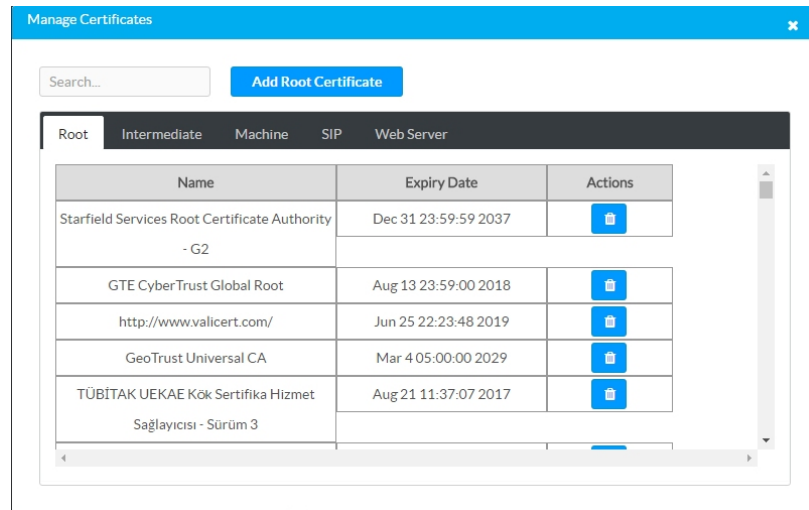 Manage Certificates
Search...
Add Root Certificate
Root Intermediate Machine SIP Web Server
Name Expiry Date Actions
Starfield Services Root Certificate Authority Dec 31 23:59:59 2037
- G2
GTE CyberTrust Global Root Aug 13 23:59:00 2018
http://www.valicert.com/ Jun 25 22:23:48 2019
GeoTrust Universal CA Mar 4 05:00:00 2029
TÜBİTAK UEKAE Kök Sertifika Hizmet Aug 21 11:37:07 2017
Sağlayıcısı - Sürüm 3